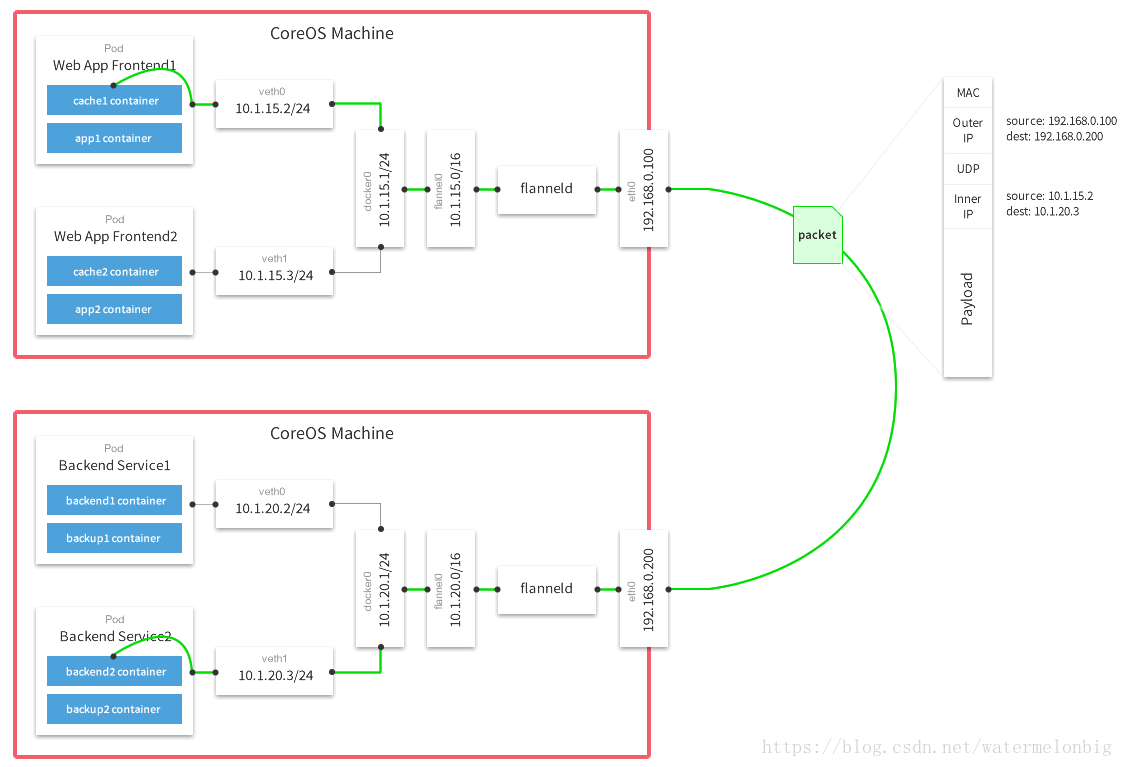 CoreOS Machine
Pod
Web App Frontend1
cache1 container
app1 container
veth0
10.1.15.2/24
Pod
Web App Frontend2
cache2 container
app2 container
veth1
10.1.15.3/24
docker0
10.1.15.1/24
flannel0
10.1.15.0/16
flanneld
eth0
192.168.0.100
packet
MAC
Outer
IP
source: 192.168.0.100
dest: 192.168.0.200
UDP
Inner
IP
source: 10.1.15.2
dest: 10.1.20.3
Payload
CoreOS Machine
Pod
Backend Service1
backend1 container
backup1 container
veth0
10.1.20.2/24
Pod
Backend Service2
backend2 container
backup2 container
veth1
10.1.20.3/24
docker0
10.1.20.1/24
flannel0
10.1.20.0/16
flanneld
eth0
192.168.0.200
https://blog.csdn.net/watermelonbig